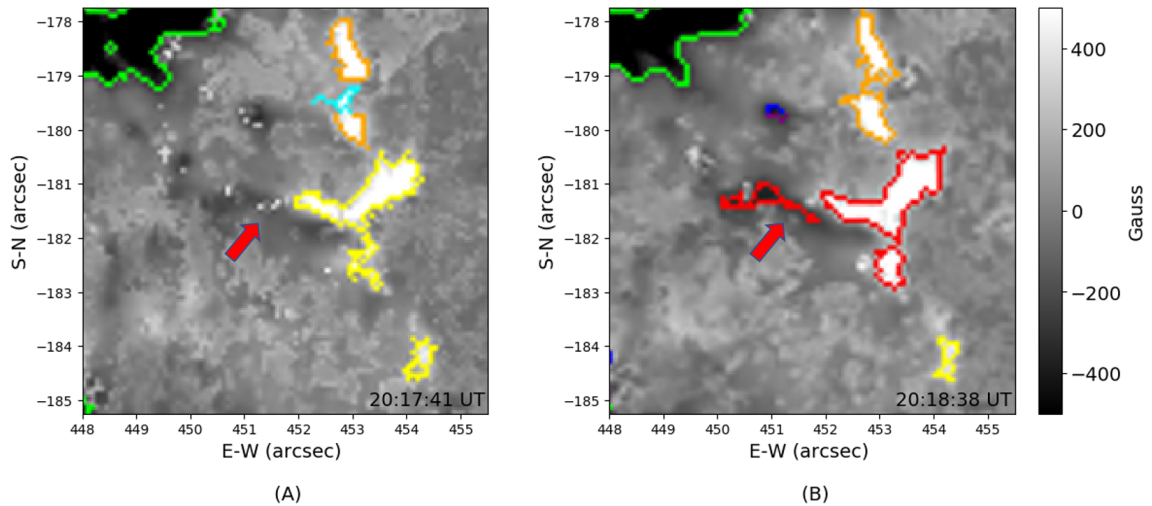 −178
−179
−180
−181
−182
−183
−184
−185
S-N (arcsec)
448 449 450 451 452 453 454 455
E-W (arcsec)
20:17:41 UT
(A)
−178
−179
−180
−181
−182
−183
−184
−185
S-N (arcsec)
448 449 450 451 452 453 454 455
E-W (arcsec)
20:18:38 UT
(B)
400
200
0
−200
−400
Gauss